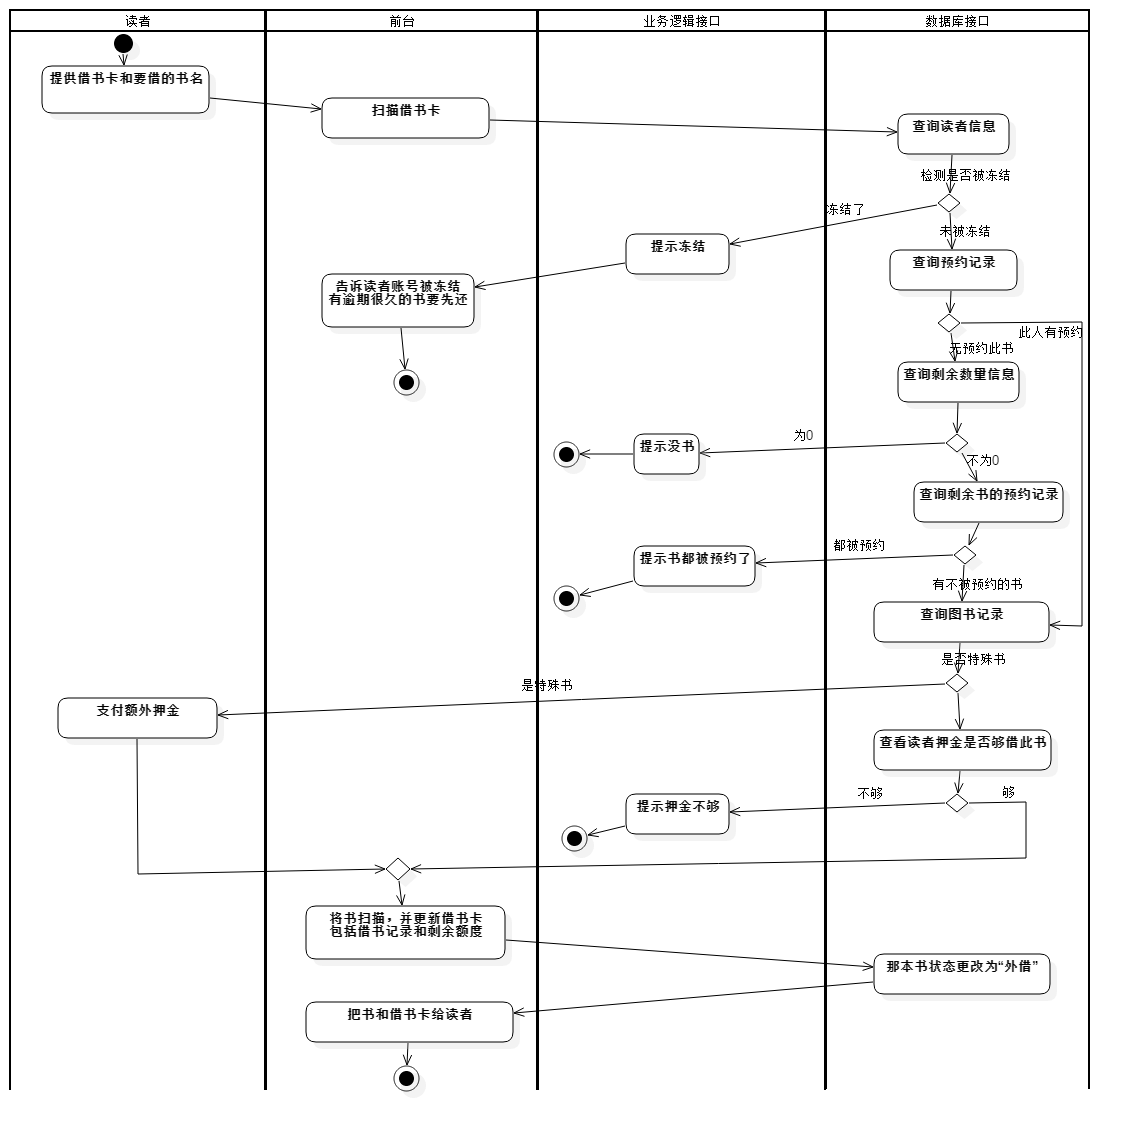 读者
前台
业务逻辑接口
数据库接口
提供借书卡和要借的书名
扫描借书卡
查询读者信息
检测是否被冻结
冻结了
未被冻结
提示冻结
查询预约记录
告诉读者账号被冻结
有逾期很久的书要先还
此人有预约
无预约此书
查询剩余数量信息
为0
提示没书
不为0
查询剩余书的预约记录
都被预约
提示书都被预约了
有不被预约的书
查询图书记录
是否特殊书
是特殊书
支付额外押金
查看读者押金是否够借此书
不够
够
提示押金不够
将书扫描，并更新借书卡
包括借书记录和剩余额度
那本书状态更改为“外借”
把书和借书卡给读者